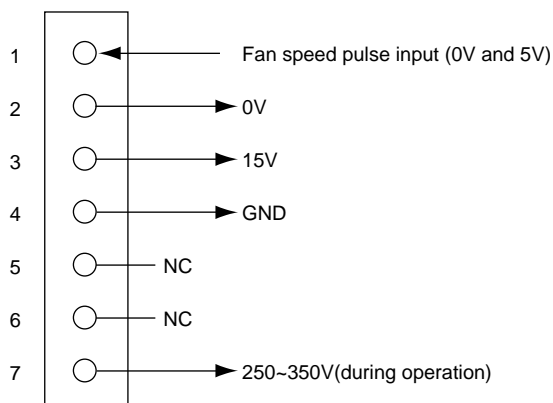 1 Fan speed pulse input (0V and 5V)
2 0V
3 15V
4 GND
5 NC
6 NC
7 250~350V(during operation)